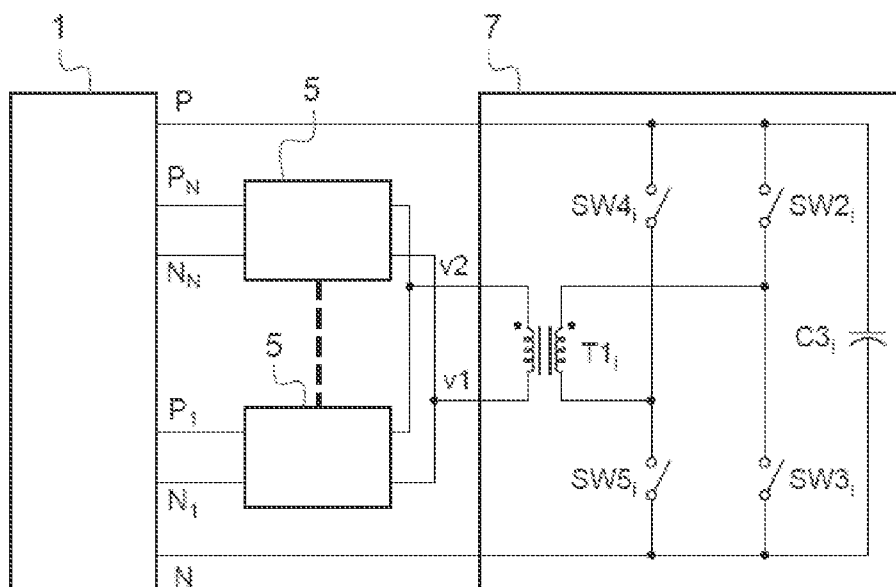 1
7
P
5
P_N
N_N
SW4_i
SW2_i
v2
T1_i
C3_i
5
v1
P_1
N_1
SW5_i
SW3_i
N